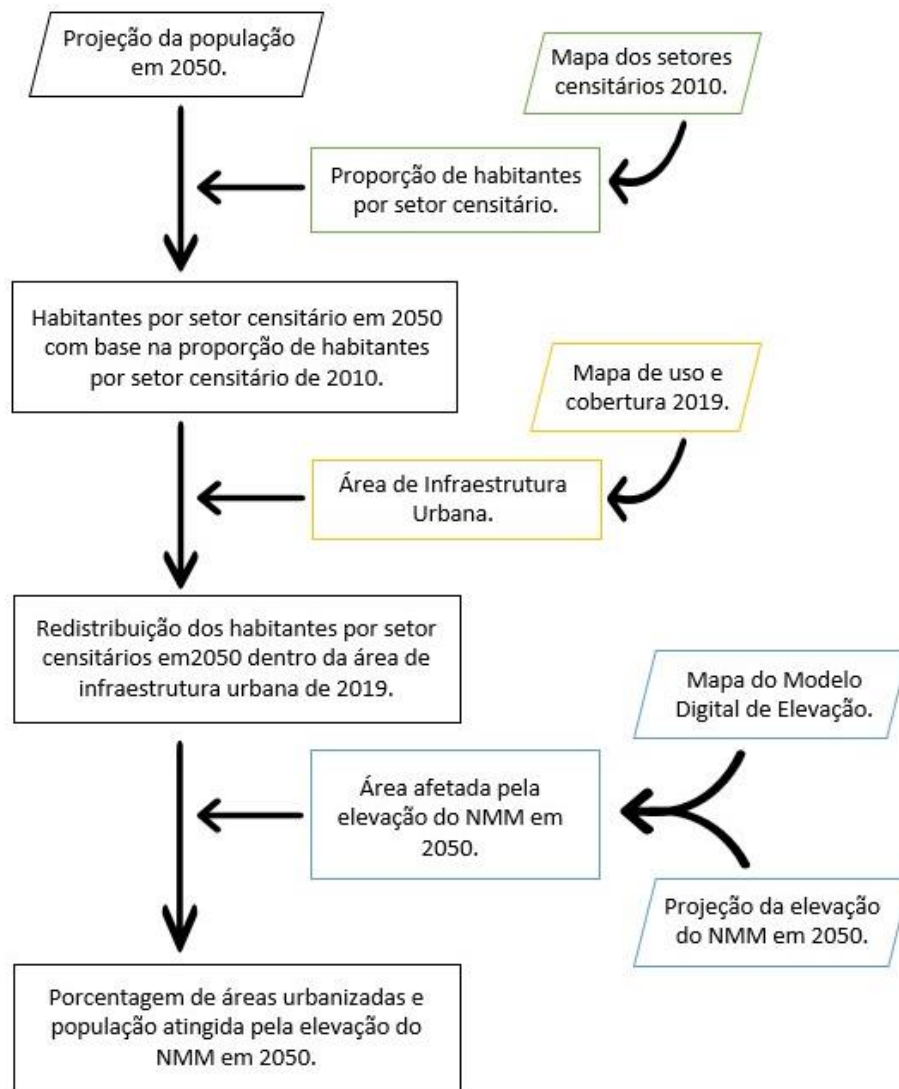 Projeção da população
em 2050.
Mapa dos setores
censitários 2010.
Proporção de habitantes
por setor censitário.
Habitantes por setor censitário em 2050
com base na proporção de habitantes
por setor censitário de 2010.
Mapa de uso e
cobertura 2019.
Área de Infraestrutura
Urbana.
Redistribuição dos habitantes por setor
censitários em2050 dentro da área de
infraestrutura urbana de 2019.
Mapa do Modelo
Digital de Elevação.
Área afetada pela
elevação do NMM em
2050.
Projeção da elevação
do NMM em 2050.
Porcentagem de áreas urbanizadas e
população atingida pela elevação do
NMM em 2050.